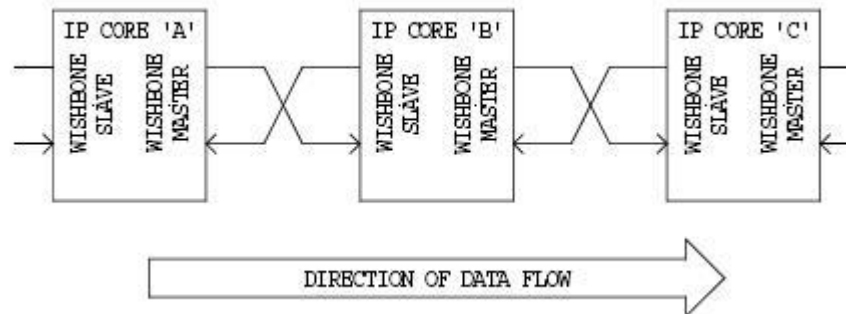 IP CORE 'A'
WISHBONE
SLAVE
WISHBONE
MASTER
IP CORE 'B'
WISHBONE
SLAVE
WISHBONE
MASTER
IP CORE 'C'
WISHBONE
SLAVE
WISHBONE
MASTER
DIRECTION OF DATA FLOW